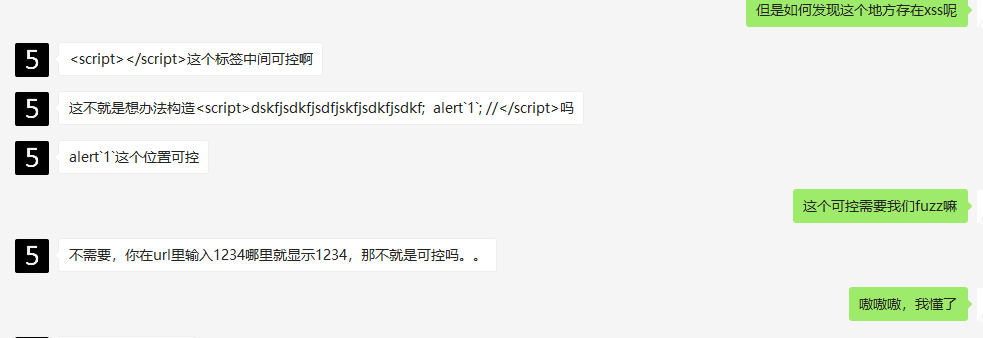 但是如何发现这个地方存在xss呢
5
<script></script>这个标签中间可控啊
5
这不就是想办法构造<script>dskfjsdkfjsdfjskfjsdkfjsdkf;  alert`1`; //</script>吗
5
alert`1`这个位置可控
这个可控需要我们fuzz嘛
5
不需要，你在url里输入1234哪里就显示1234，那不就是可控吗。。
嗷嗷嗷，我懂了